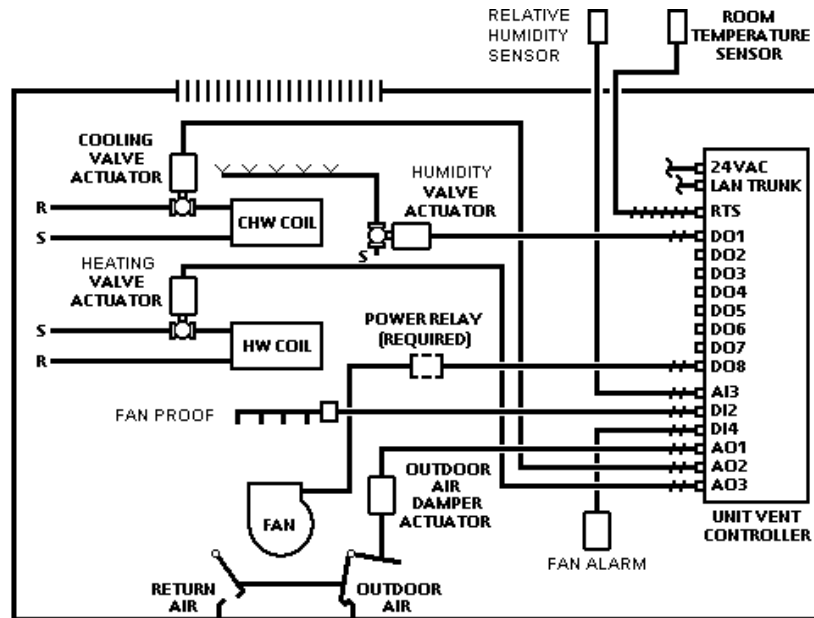 RELATIVE
HUMIDITY
SENSOR
ROOM
TEMPERATURE
SENSOR
COOLING
VALVE
ACTUATOR
HUMIDITY
VALVE
ACTUATOR
24VAC
LAN TRUNK
RTS
R
S
CHW COIL
S
DO1
DO2
DO3
DO4
DO5
DO6
DO7
DO8
HEATING
VALVE
ACTUATOR
S
R
HW COIL
POWER RELAY
(REQUIRED)
AI3
DI2
DI4
AO1
AO2
AO3
FAN PROOF
OUTDOOR
AIR
DAMPER
ACTUATOR
FAN
UNIT VENT
CONTROLLER
FAN ALARM
RETURN
AIR
OUTDOOR
AIR